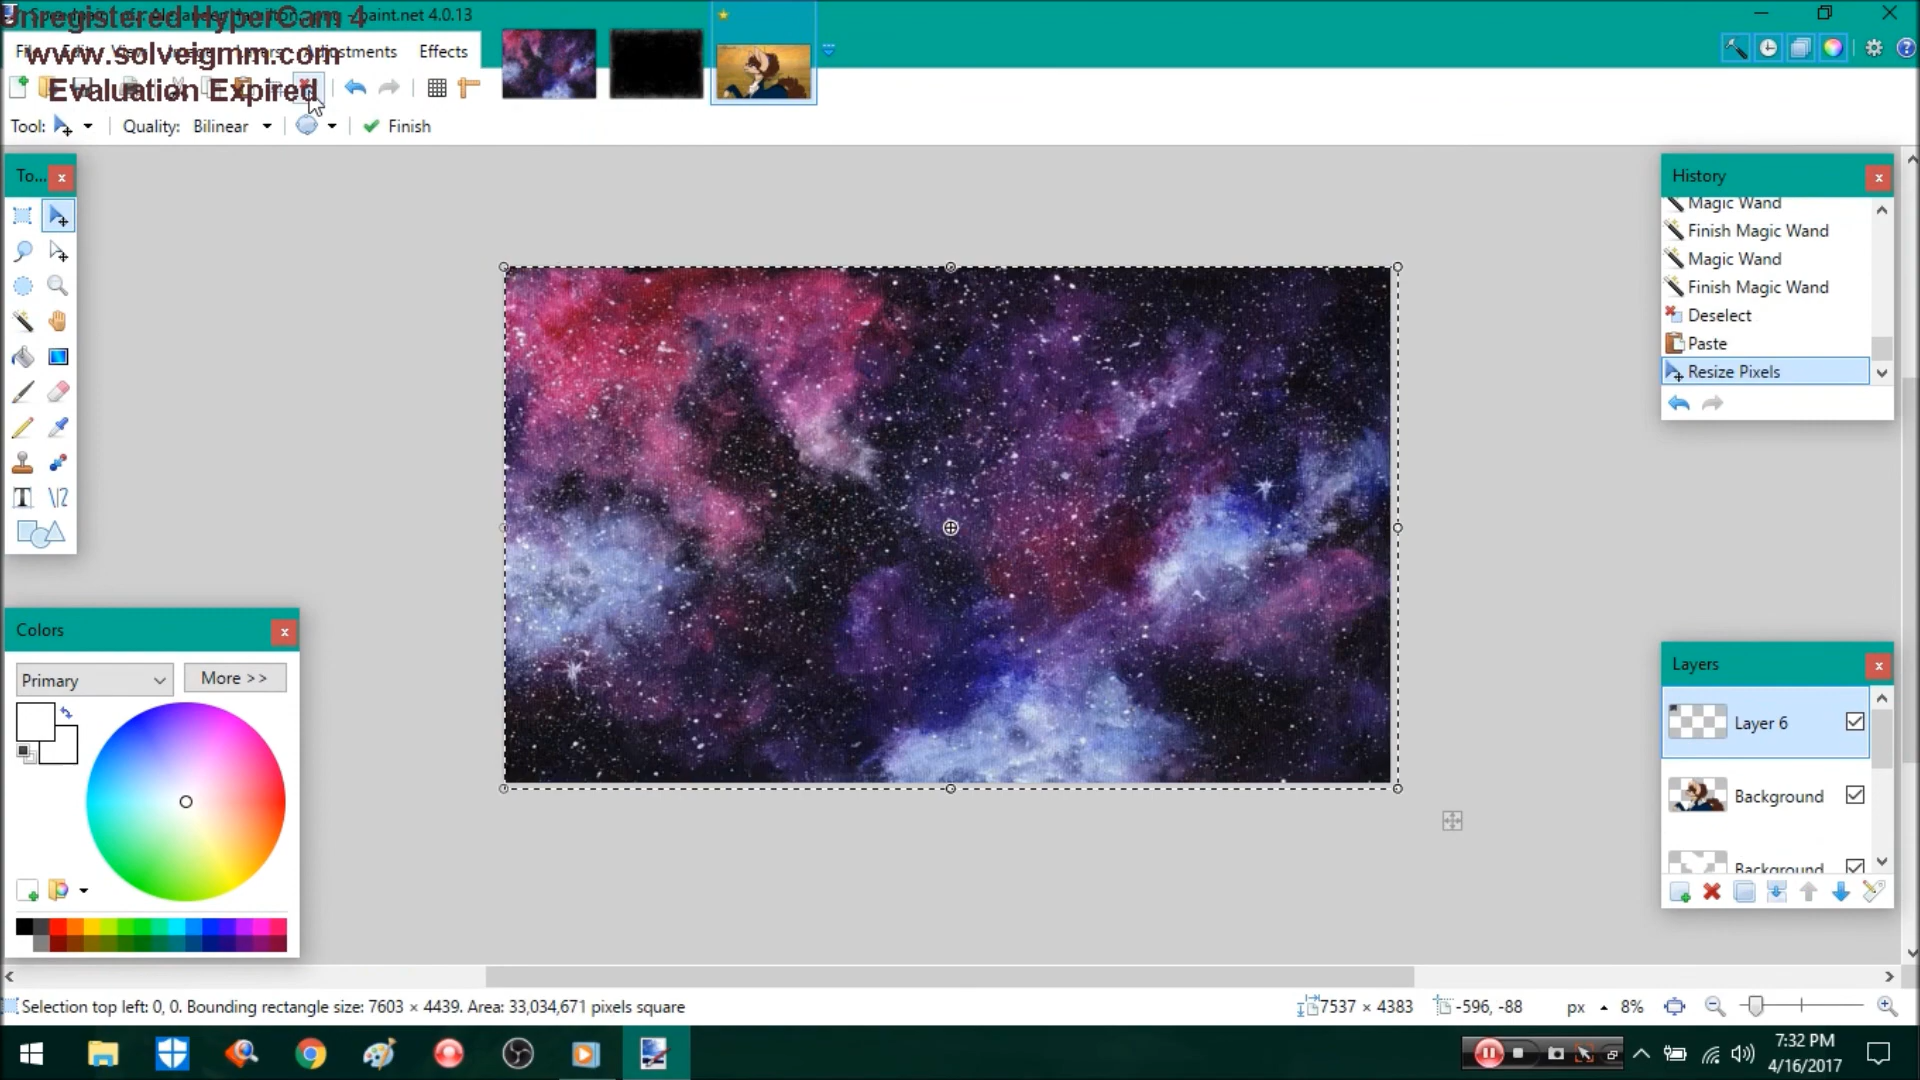 Unregistered HyperCam 4
paint.net 4.0.13
www.solveigmm.com
Adjustments
Effects
Evaluation Expired
Tool:
Quality:
Bilinear
Finish
To...
History
Magic Wand
Finish Magic Wand
Magic Wand
Finish Magic Wand
Deselect
Paste
Resize Pixels
Colors
Primary
More >>
Layers
Layer 6
Background
Background
Selection top left: 0, 0. Bounding rectangle size: 7603 × 4439. Area: 33,034,671 pixels square
7537 × 4383
-596, -88
px
8%
7:32 PM
4/16/2017